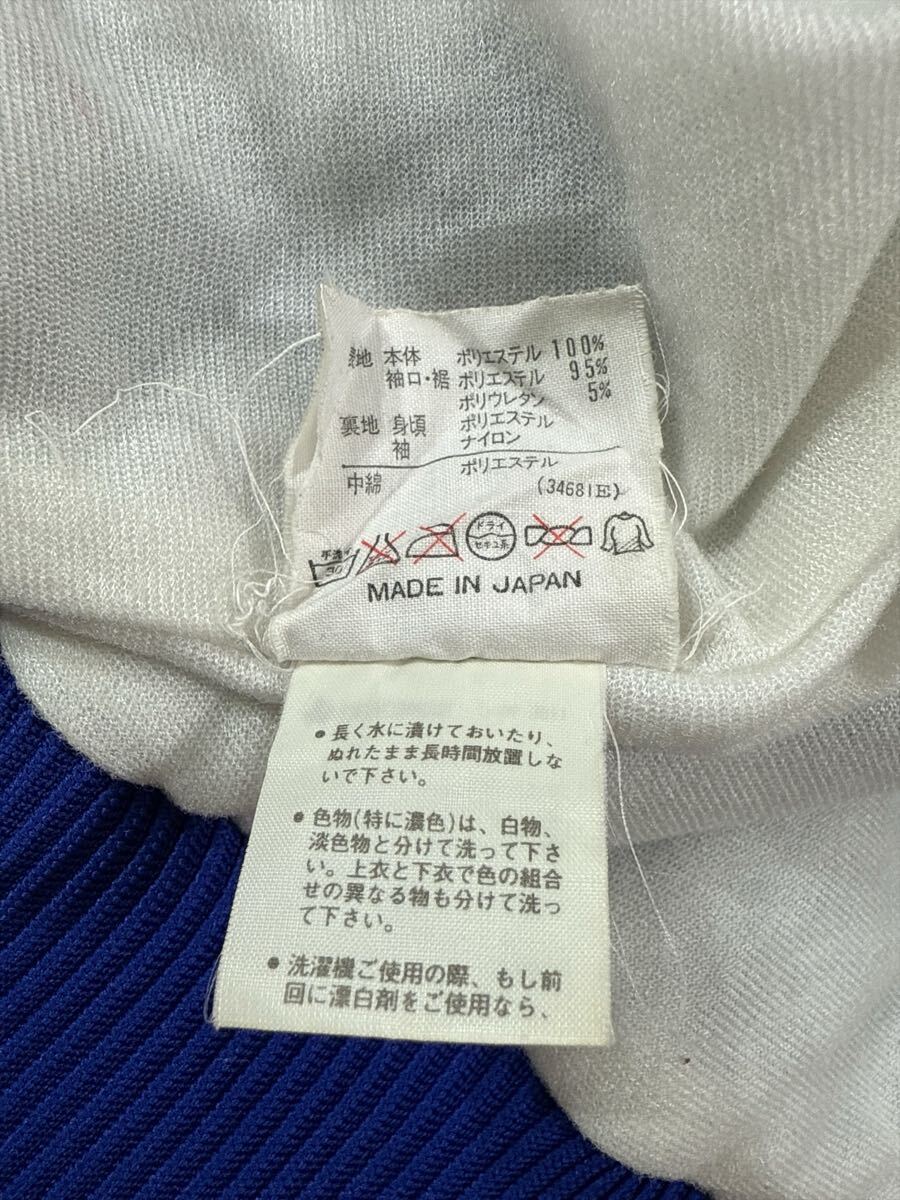 表地 本体 ポリエステル 100%
袖口・裾 ポリエステル 95%
ポリウレタン 5%
裏地 身頃 ポリエステル
袖 ナイロン
中綿 ポリエステル
(34681E)
手洗イ 30 ドライ セキユ系
MADE IN JAPAN
● 長く水に漬けておいたり、
ぬれたまま長時間放置しな
いで下さい。
● 色物(特に濃色)は、白物、
淡色物と分けて洗って下さ
い。上衣と下衣で色の組合
せの異なる物も分けて洗っ
て下さい。
● 洗濯機ご使用の際、もし前
回に漂白剤をご使用なら、